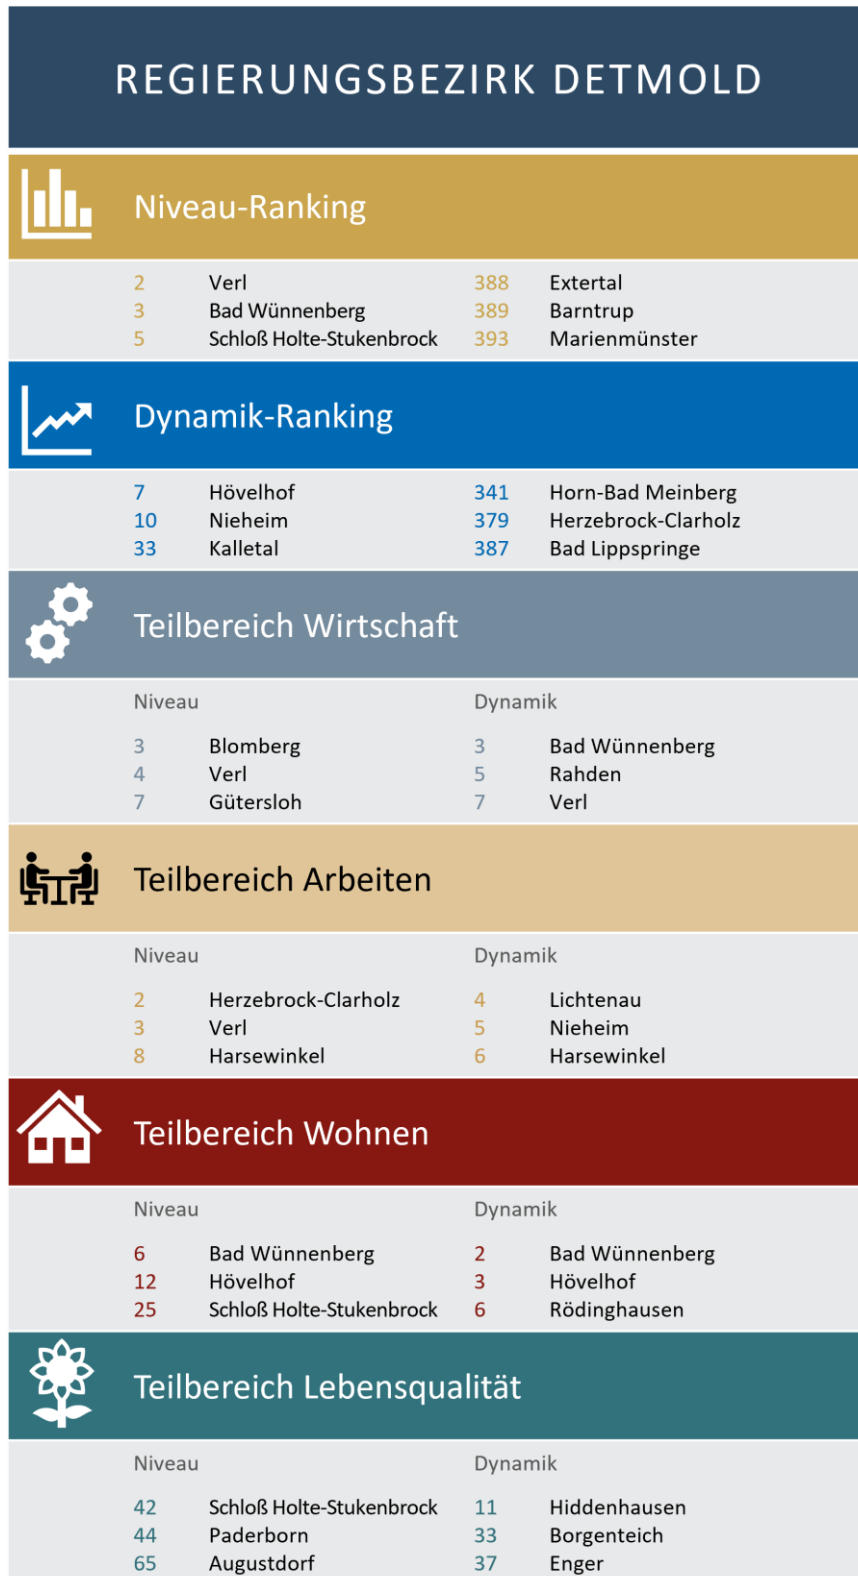 REGIERUNGSBEZIRK DETMOLD
Niveau-Ranking
2 Verl 388 Extertal
3 Bad Wünnenberg 389 Barntrup
5 Schloß Holte-Stukenbrock 393 Marienmünster
Dynamik-Ranking
7 Hövelhof 341 Horn-Bad Meinberg
10 Nieheim 379 Herzebrock-Clarholz
33 Kalletal 387 Bad Lippspringe
Teilbereich Wirtschaft
Niveau Dynamik
3 Blomberg 3 Bad Wünnenberg
4 Verl 5 Rahden
7 Gütersloh 7 Verl
Teilbereich Arbeiten
Niveau Dynamik
2 Herzebrock-Clarholz 4 Lichtenau
3 Verl 5 Nieheim
8 Harsewinkel 6 Harsewinkel
Teilbereich Wohnen
Niveau Dynamik
6 Bad Wünnenberg 2 Bad Wünnenberg
12 Hövelhof 3 Hövelhof
25 Schloß Holte-Stukenbrock 6 Rödinghausen
Teilbereich Lebensqualität
Niveau Dynamik
42 Schloß Holte-Stukenbrock 11 Hiddenhausen
44 Paderborn 33 Borgenteich
65 Augustdorf 37 Enger